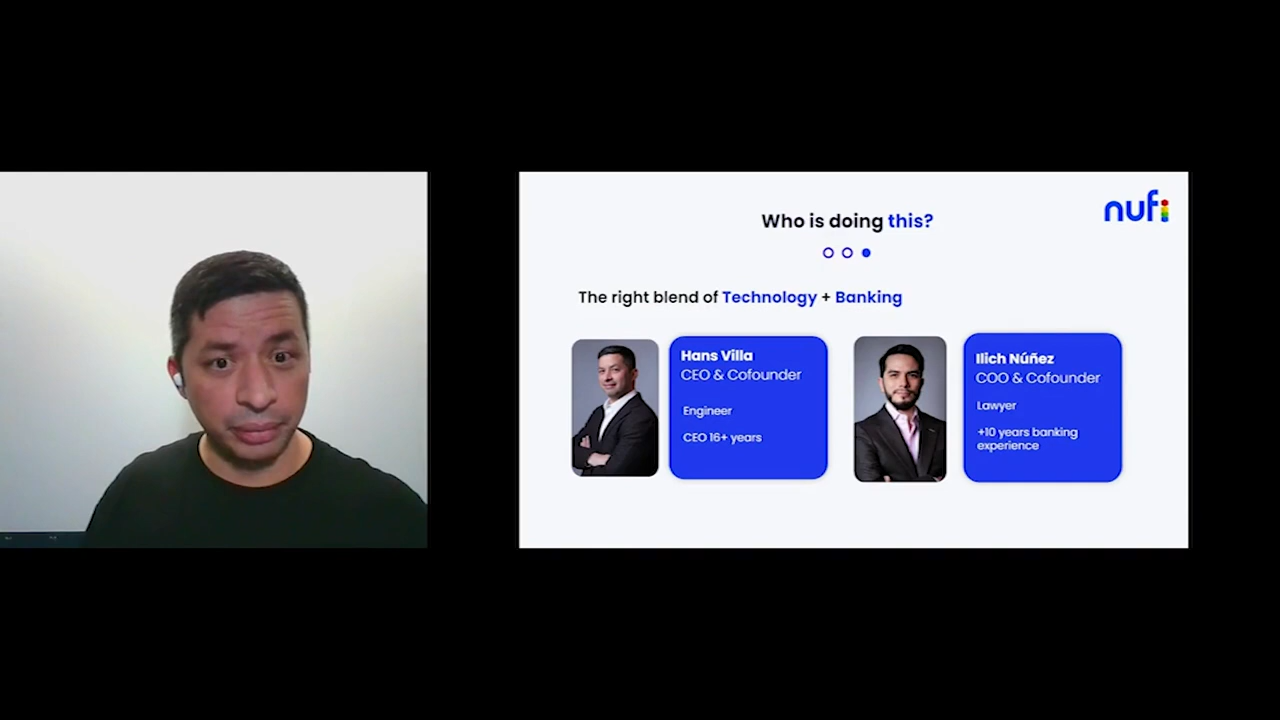 nufi
Who is doing this?
The right blend of Technology + Banking
Hans Villa
CEO & Cofounder
Engineer
CEO 16+ years
Ilich Núñez
COO & Cofounder
Lawyer
+10 years banking
experience